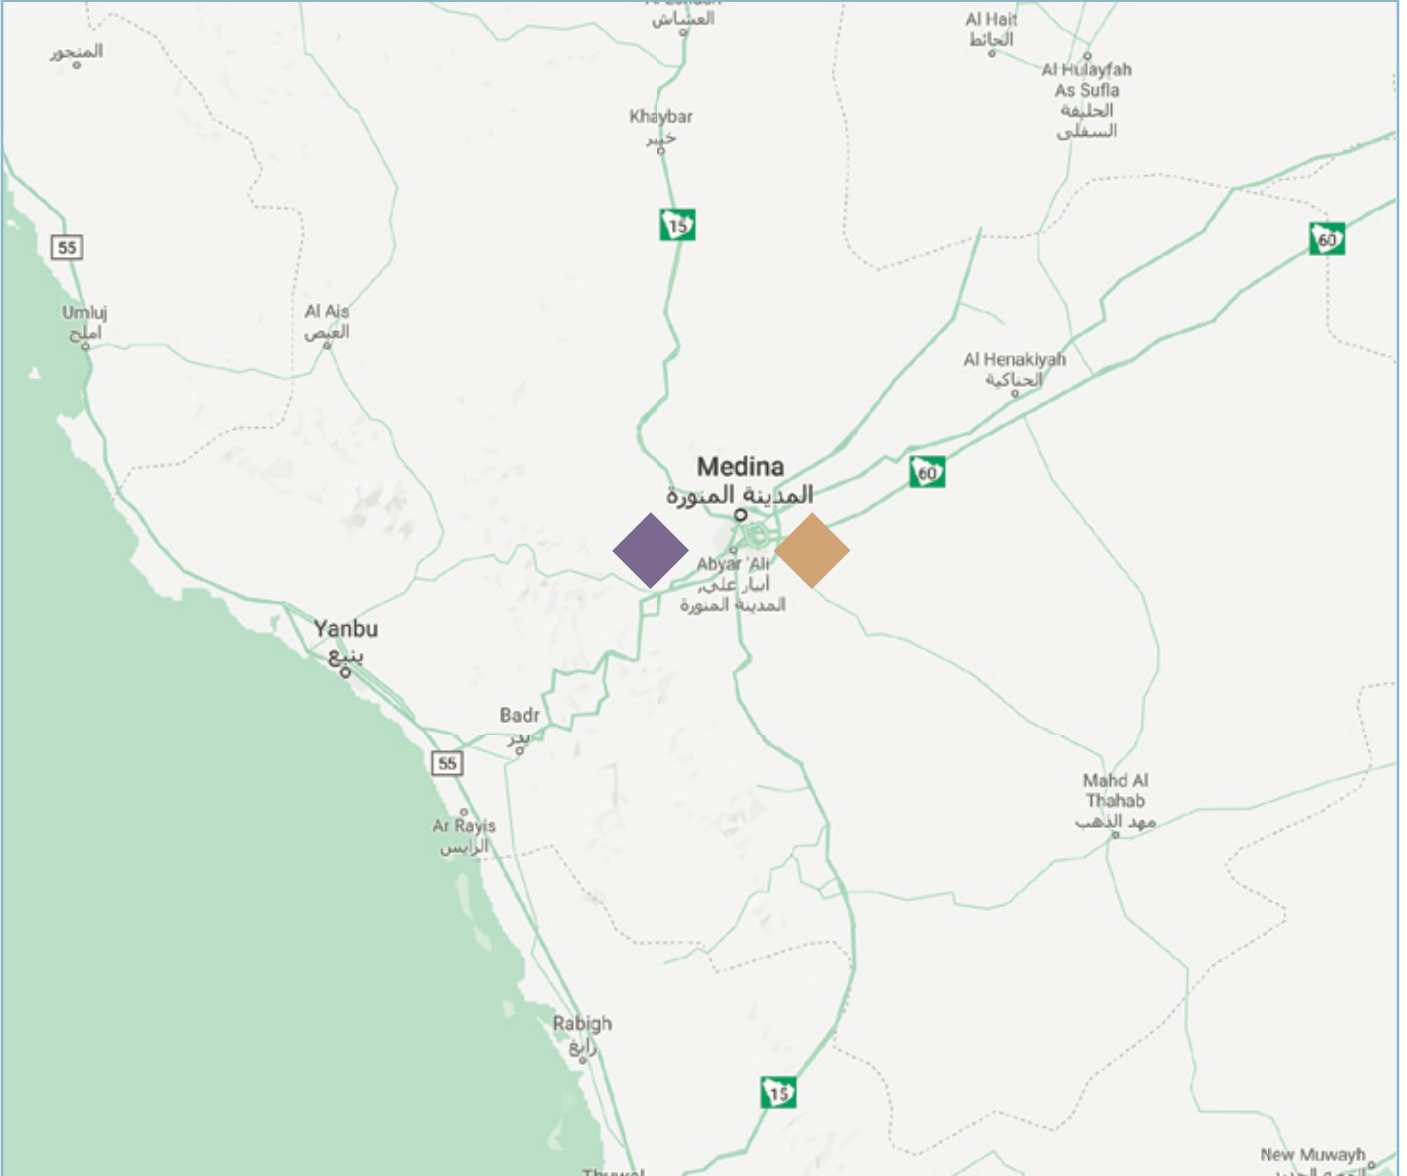 العشاش
Al Hait
الحائط
المنجور
Al Hulayfah
As Sufla
الحليفة
السفلى
Khaybar
خيبر
15
55
60
Umluj
املج
Al Ais
العيص
Al Henakiyah
الحناكية
Medina
المدينة المنورة
60
Abyar 'Ali
أبيار علي,
المدينة المنورة
Yanbu
ينبع
Badr
بدر
55
Mahd Al
Thahab
مهد الذهب
Ar Rayis
الرايس
Rabigh
رابغ
15
New Muwayh
Thuwal